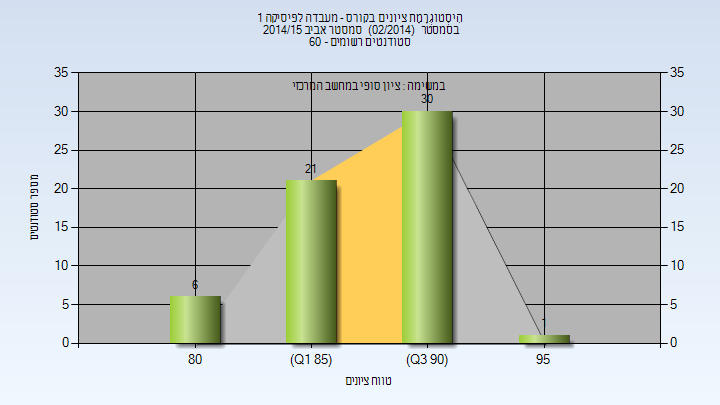 היסטוגרמת ציונים בקורס - מעבדה לפיסיקה 1
בסמסטר (02/2014) סמסטר אביב 2014/15
סטודנטים רשומים - 60
במשימה : ציון סופי במחשב המרכזי
35 35
30 30
25 25
20 20
15 15
10 10
5 5
0 0
מספר סטודנטים
6
21
30
1
80 (Q1 85) (Q3 90) 95
טווח ציונים